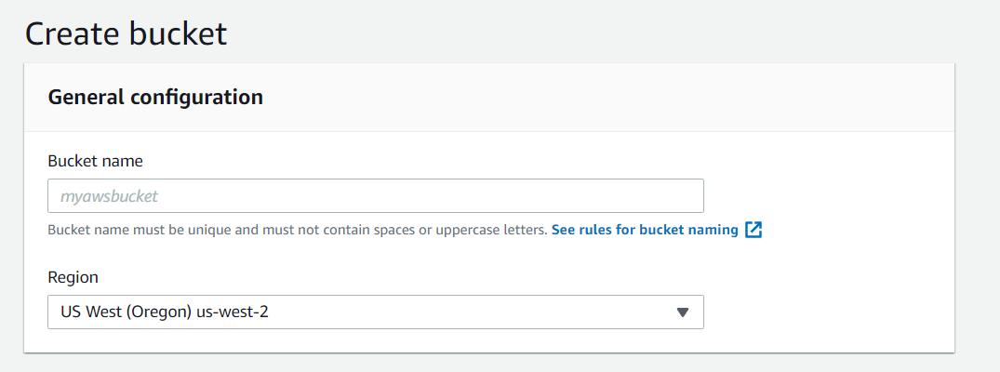 Create bucket
General configuration
Bucket name
myawsbucket
Bucket name must be unique and must not contain spaces or uppercase letters. See rules for bucket naming
Region
US West (Oregon) us-west-2